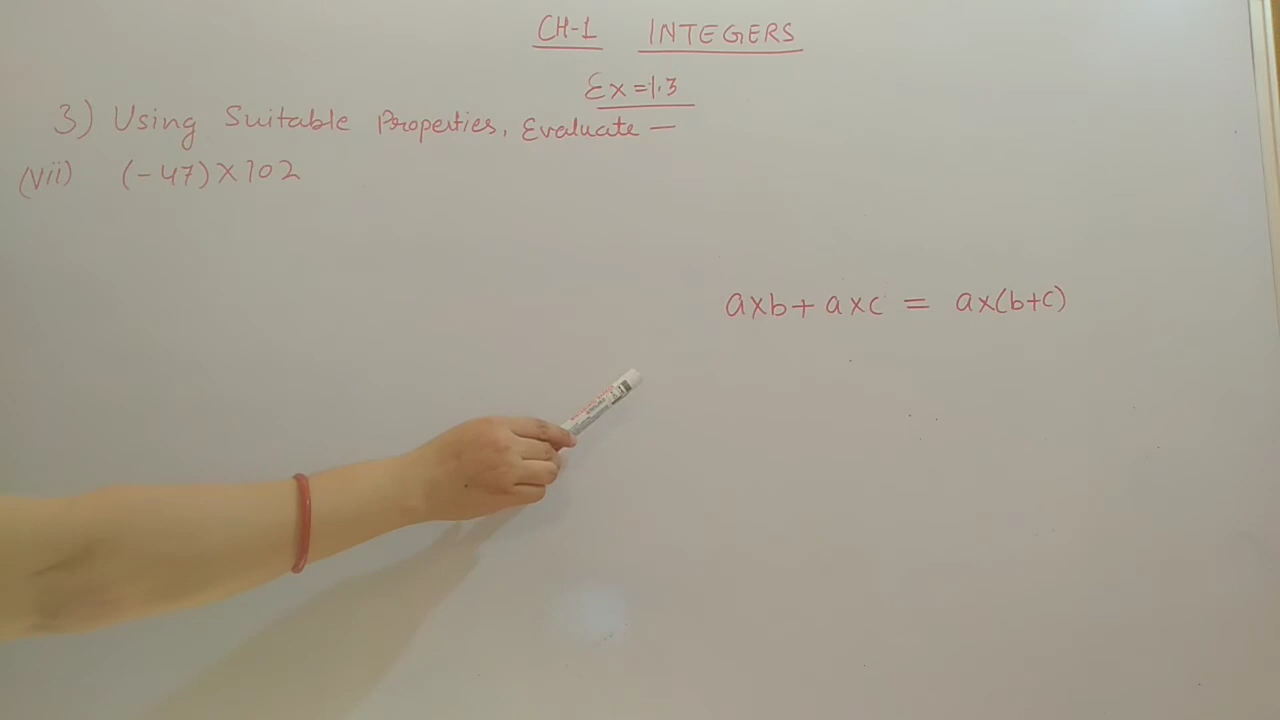 CH-1 INTEGERS
Ex=1.3
3) Using Suitable Properties, Evaluate —
(vii) (-47)×102
a×b+a×c = a×(b+c)